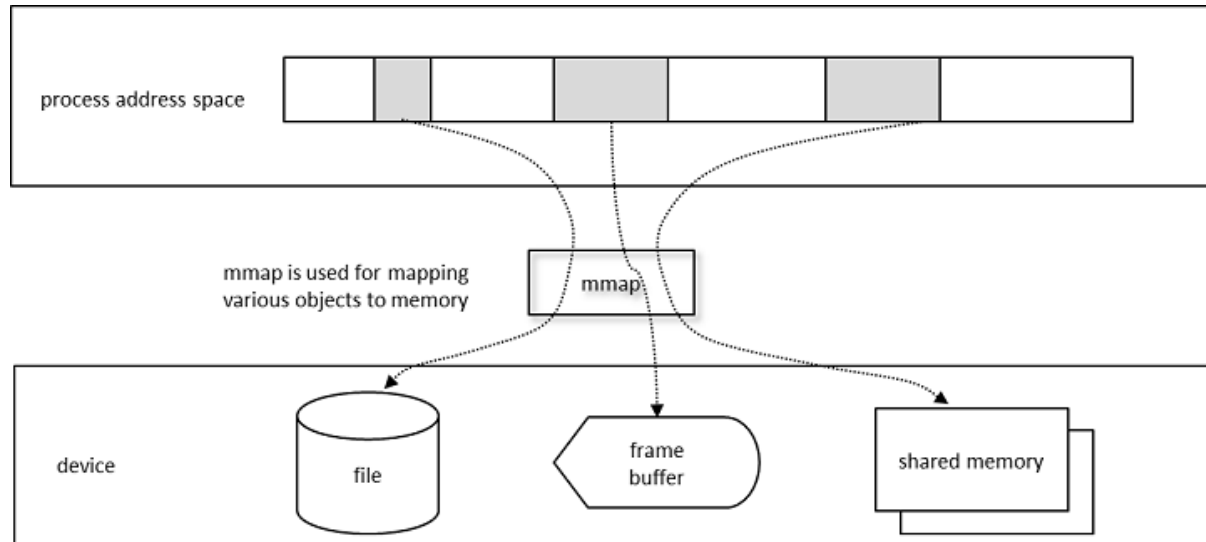 process address space
mmap is used for mapping
various objects to memory
mmap
device
file
frame
buffer
shared memory